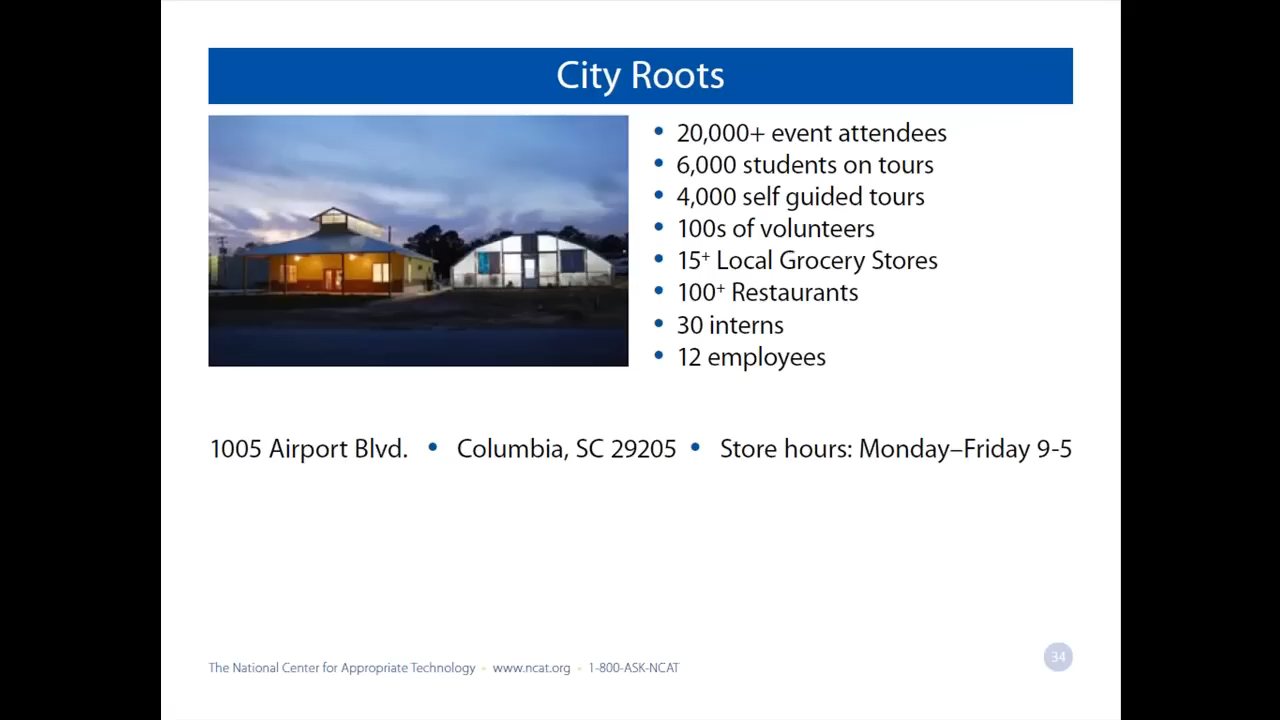 City Roots
• 20,000+ event attendees
• 6,000 students on tours
• 4,000 self guided tours
• 100s of volunteers
• 15⁺ Local Grocery Stores
• 100⁺ Restaurants
• 30 interns
• 12 employees
1005 Airport Blvd. • Columbia, SC 29205 • Store hours: Monday–Friday 9-5
The National Center for Appropriate Technology • www.ncat.org • 1-800-ASK-NCAT
34